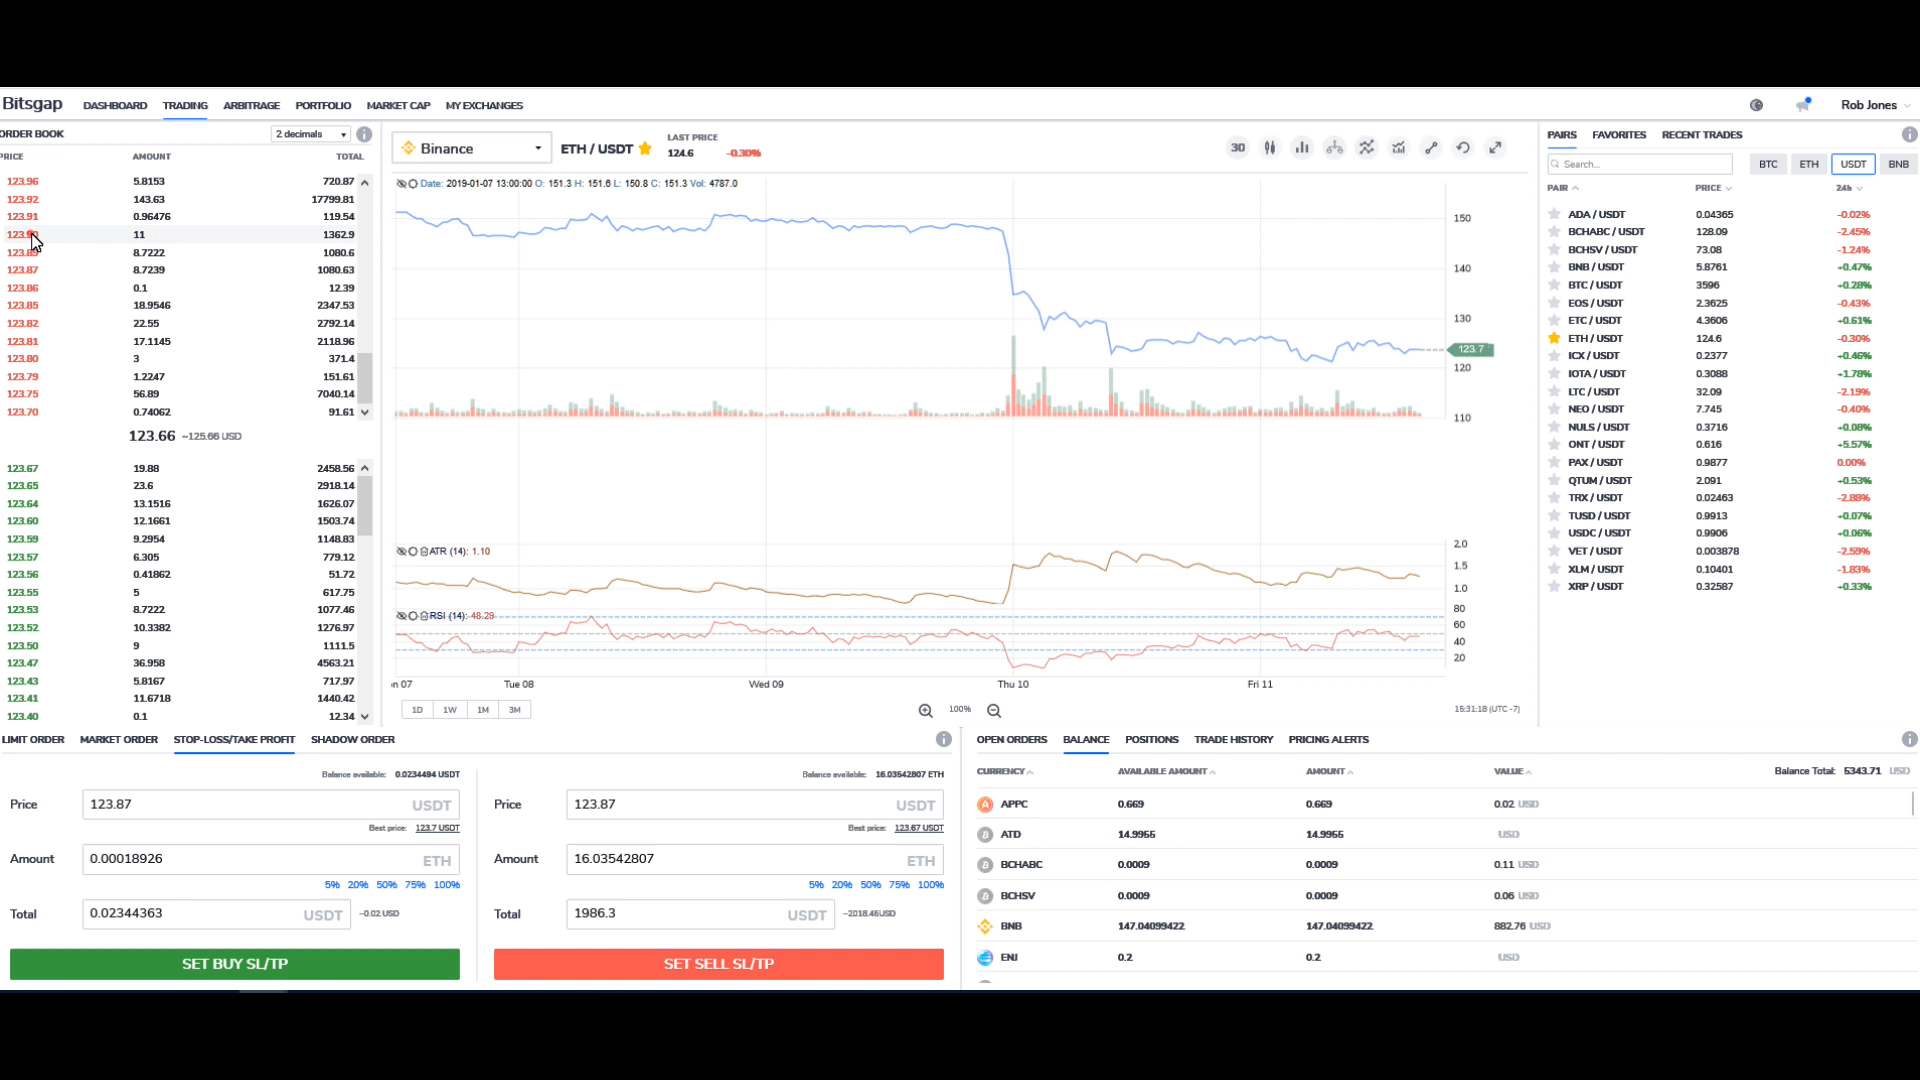 Bitsgap DASHBOARD TRADING ARBITRAGE PORTFOLIO MARKET CAP MY EXCHANGES Rob Jones
ORDER BOOK 2 decimals
PRICE AMOUNT TOTAL
123.96 5.8153 720.87
123.92 143.63 17799.81
123.91 0.96476 119.54
11 1362.9
123.89 8.7222 1080.6
123.87 8.7239 1080.63
123.86 0.1 12.39
123.85 18.9546 2347.53
123.82 22.55 2792.14
123.81 17.1145 2118.96
123.80 3 371.4
123.79 1.2247 151.61
123.75 56.89 7040.14
123.70 0.74062 91.61
123.66 ~125.66 USD
123.67 19.88 2458.56
123.65 23.6 2918.14
123.64 13.1516 1626.07
123.60 12.1661 1503.74
123.59 9.2954 1148.83
123.57 6.305 779.12
123.56 0.41862 51.72
123.55 5 617.75
123.53 8.7222 1077.46
123.52 10.3382 1276.97
123.50 9 1111.5
123.47 36.958 4563.21
123.43 5.8167 717.97
123.41 11.6718 1440.42
123.40 0.1 12.34
Binance ETH / USDT LAST PRICE 124.6 -0.30% 30
Date: 2019-01-07 13:00:00 O: 151.3 H: 151.6 L: 150.8 C: 151.3 Vol: 4787.0
150
140
130
123.7
120
110
ATR (14): 1.10
2.0
1.5
1.0
RSI (14): 48.29
80
60
40
20
n 07 Tue 08 Wed 09 Thu 10 Fri 11
1D 1W 1M 3M 100% 15:31:18 (UTC -7)
PAIRS FAVORITES RECENT TRADES
Search... BTC ETH USDT BNB
PAIR PRICE 24h
ADA / USDT 0.04365 -0.02%
BCHABC / USDT 128.09 -2.45%
BCHSV / USDT 73.08 -1.24%
BNB / USDT 5.8761 +0.47%
BTC / USDT 3596 +0.28%
EOS / USDT 2.3625 -0.43%
ETC / USDT 4.3606 +0.61%
ETH / USDT 124.6 -0.30%
ICX / USDT 0.2377 +0.46%
IOTA / USDT 0.3088 +1.78%
LTC / USDT 32.09 -2.19%
NEO / USDT 7.745 -0.40%
NULS / USDT 0.3716 +0.08%
ONT / USDT 0.616 +5.57%
PAX / USDT 0.9877 0.00%
QTUM / USDT 2.091 +0.53%
TRX / USDT 0.02463 -2.88%
TUSD / USDT 0.9913 +0.07%
USDC / USDT 0.9906 +0.06%
VET / USDT 0.003878 -2.59%
XLM / USDT 0.10401 -1.83%
XRP / USDT 0.32587 +0.33%
LIMIT ORDER MARKET ORDER STOP-LOSS/TAKE PROFIT SHADOW ORDER
Balance available: 0.0234494 USDT
Price 123.87 USDT
Best price: 123.7 USDT
Amount 0.00018926 ETH
5% 20% 50% 75% 100%
Total 0.02344363 USDT ~0.02 USD
SET BUY SL/TP
Balance available: 16.03542807 ETH
Price 123.87 USDT
Best price: 123.67 USDT
Amount 16.03542807 ETH
5% 20% 50% 75% 100%
Total 1986.3 USDT ~2018.46USD
SET SELL SL/TP
OPEN ORDERS BALANCE POSITIONS TRADE HISTORY PRICING ALERTS
CURRENCY AVAILABLE AMOUNT AMOUNT VALUE Balance Total: 5343.71 USD
APPC 0.669 0.669 0.02 USD
ATD 14.9955 14.9955 USD
BCHABC 0.0009 0.0009 0.11 USD
BCHSV 0.0009 0.0009 0.06 USD
BNB 147.04099422 147.04099422 882.76 USD
ENJ 0.2 0.2 USD